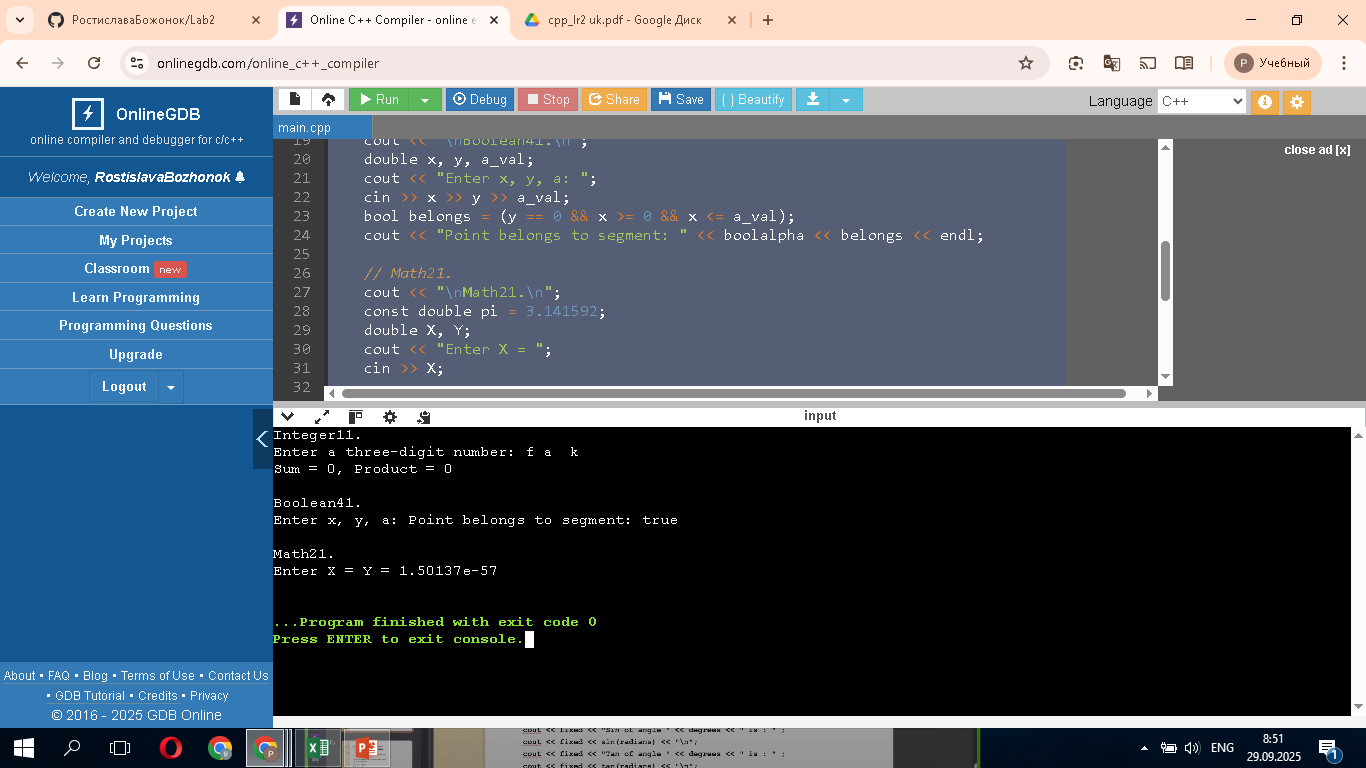 РостиславаБожонок/Lab2
Online C++ Compiler - online e
cpp_lr2 uk.pdf - Google Диск
onlinegdb.com/online_c++_compiler
P Учебный
OnlineGDB
online compiler and debugger for c/c++
Welcome, RostislavaBozhonok
Create New Project
My Projects
Classroom new
Learn Programming
Programming Questions
Upgrade
Logout
About • FAQ • Blog • Terms of Use • Contact Us
• GDB Tutorial • Credits • Privacy
© 2016 - 2025 GDB Online
Run
Debug
Stop
Share
Save
{ } Beautify
Language C++
main.cpp
close ad [x]
19 cout << "\nBoolean41.\n";
20 double x, y, a_val;
21 cout << "Enter x, y, a: ";
22 cin >> x >> y >> a_val;
23 bool belongs = (y == 0 && x >= 0 && x <= a_val);
24 cout << "Point belongs to segment: " << boolalpha << belongs << endl;
25
26 // Math21.
27 cout << "\nMath21.\n";
28 const double pi = 3.141592;
29 double X, Y;
30 cout << "Enter X = ";
31 cin >> X;
32
input
Integer11.
Enter a three-digit number: f a  k
Sum = 0, Product = 0
Boolean41.
Enter x, y, a: Point belongs to segment: true
Math21.
Enter X = Y = 1.50137e-57
...Program finished with exit code 0
Press ENTER to exit console.
cout << fixed << "Sin of angle " << degrees << " is : " ;
cout << fixed << sin(radians) << "\n";
cout << fixed << "Tan of angle " << degrees << " is : " ;
cout << fixed << tan(radians) << "\n";
ENG
8:51
29.09.2025
1